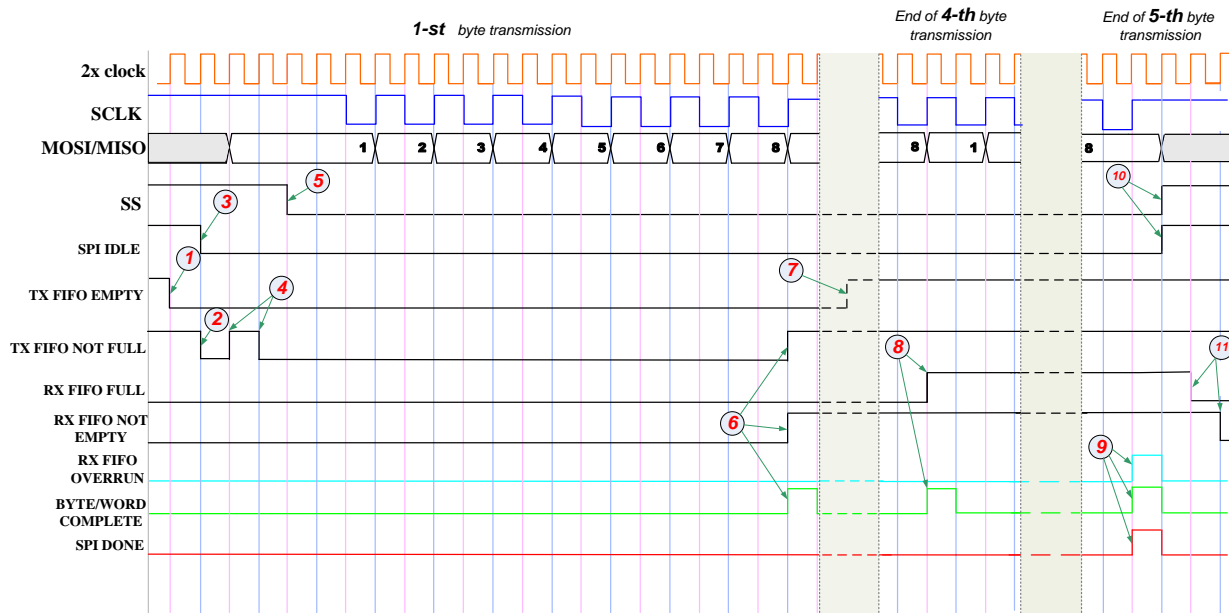 1-st byte transmission
End of 4-th byte
transmission
End of 5-th byte
transmission
2x clock
SCLK
MOSI/MISO
1 2 3 4 5 6 7 8 8 1 8
SS
5
10
3
SPI IDLE
1
TX FIFO EMPTY
4
7
2
TX FIFO NOT FULL
8
11
RX FIFO FULL
RX FIFO NOT
EMPTY
6
9
RX FIFO
OVERRUN
BYTE/WORD
COMPLETE
SPI DONE